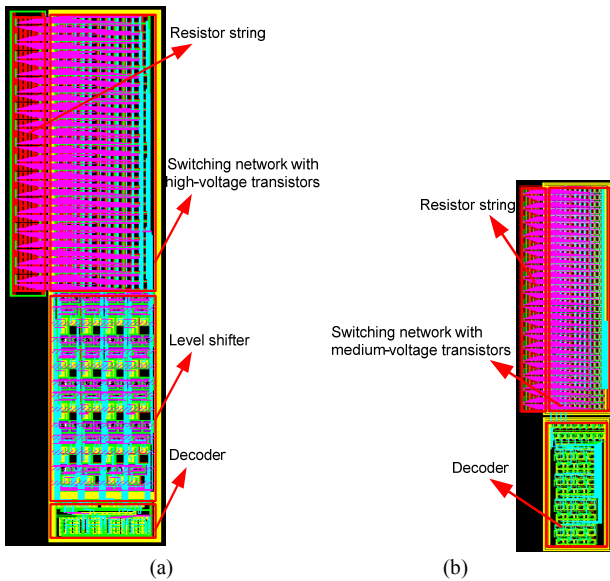 Resistor string
Switching network with
high-voltage transistors
Level shifter
Decoder
(a)
Resistor string
Switching network with
medium-voltage transistors
Decoder
(b)